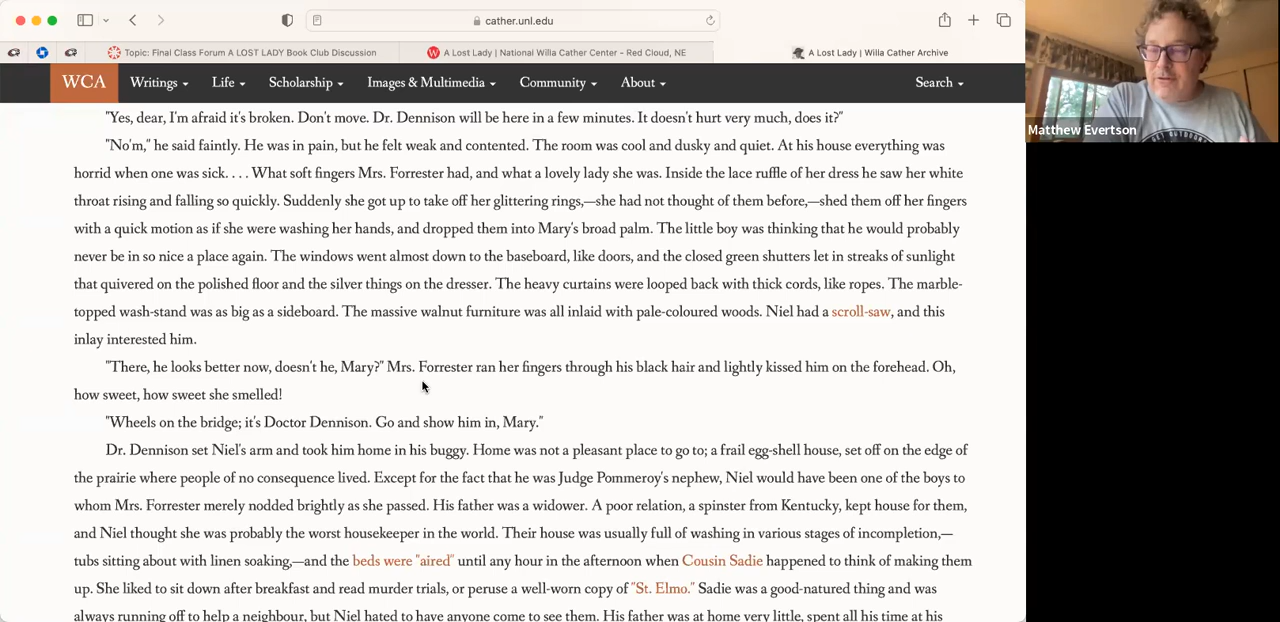 cather.unl.edu
Topic: Final Class Forum A LOST LADY Book Club Discussion
A Lost Lady | National Willa Cather Center - Red Cloud, NE
A Lost Lady | Willa Cather Archive
WCA Writings Life Scholarship Images & Multimedia Community About Search
"Yes, dear, I'm afraid it's broken. Don't move. Dr. Dennison will be here in a few minutes. It doesn't hurt very much, does it?"
"No'm," he said faintly. He was in pain, but he felt weak and contented. The room was cool and dusky and quiet. At his house everything was
horrid when one was sick. . . . What soft fingers Mrs. Forrester had, and what a lovely lady she was. Inside the lace ruffle of her dress he saw her white
throat rising and falling so quickly. Suddenly she got up to take off her glittering rings,—she had not thought of them before,—shed them off her fingers
with a quick motion as if she were washing her hands, and dropped them into Mary's broad palm. The little boy was thinking that he would probably
never be in so nice a place again. The windows went almost down to the baseboard, like doors, and the closed green shutters let in streaks of sunlight
that quivered on the polished floor and the silver things on the dresser. The heavy curtains were looped back with thick cords, like ropes. The marble-
topped wash-stand was as big as a sideboard. The massive walnut furniture was all inlaid with pale-coloured woods. Niel had a scroll-saw, and this
inlay interested him.
"There, he looks better now, doesn't he, Mary?" Mrs. Forrester ran her fingers through his black hair and lightly kissed him on the forehead. Oh,
how sweet, how sweet she smelled!
"Wheels on the bridge; it's Doctor Dennison. Go and show him in, Mary."
Dr. Dennison set Niel's arm and took him home in his buggy. Home was not a pleasant place to go to; a frail egg-shell house, set off on the edge of
the prairie where people of no consequence lived. Except for the fact that he was Judge Pommeroy's nephew, Niel would have been one of the boys to
whom Mrs. Forrester merely nodded brightly as she passed. His father was a widower. A poor relation, a spinster from Kentucky, kept house for them,
and Niel thought she was probably the worst housekeeper in the world. Their house was usually full of washing in various stages of incompletion,—
tubs sitting about with linen soaking,—and the beds were "aired" until any hour in the afternoon when Cousin Sadie happened to think of making them
up. She liked to sit down after breakfast and read murder trials, or peruse a well-worn copy of "St. Elmo." Sadie was a good-natured thing and was
always running off to help a neighbour, but Niel hated to have anyone come to see them. His father was at home very little, spent all his time at his
Matthew Evertson